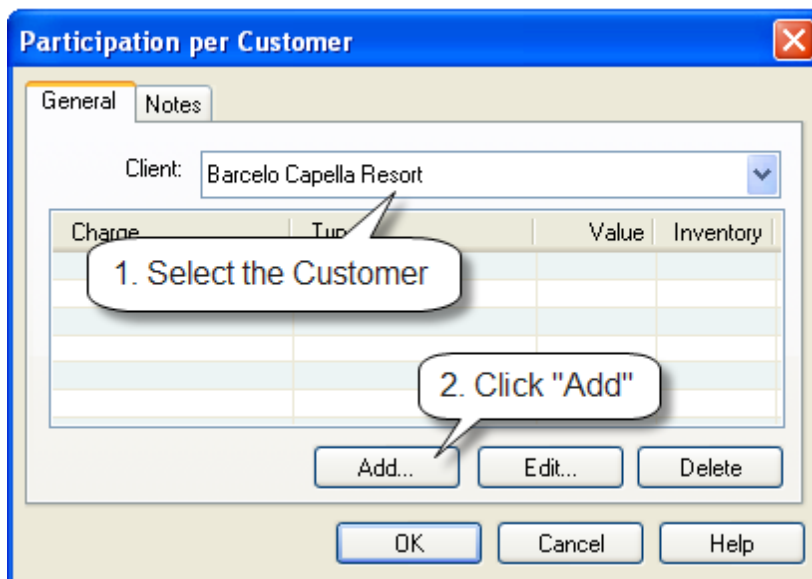 Participation per Customer
General Notes
Client: Barcelo Capella Resort
Charge Value Inventory
1. Select the Customer
2. Click "Add"
Add... Edit... Delete
OK Cancel Help